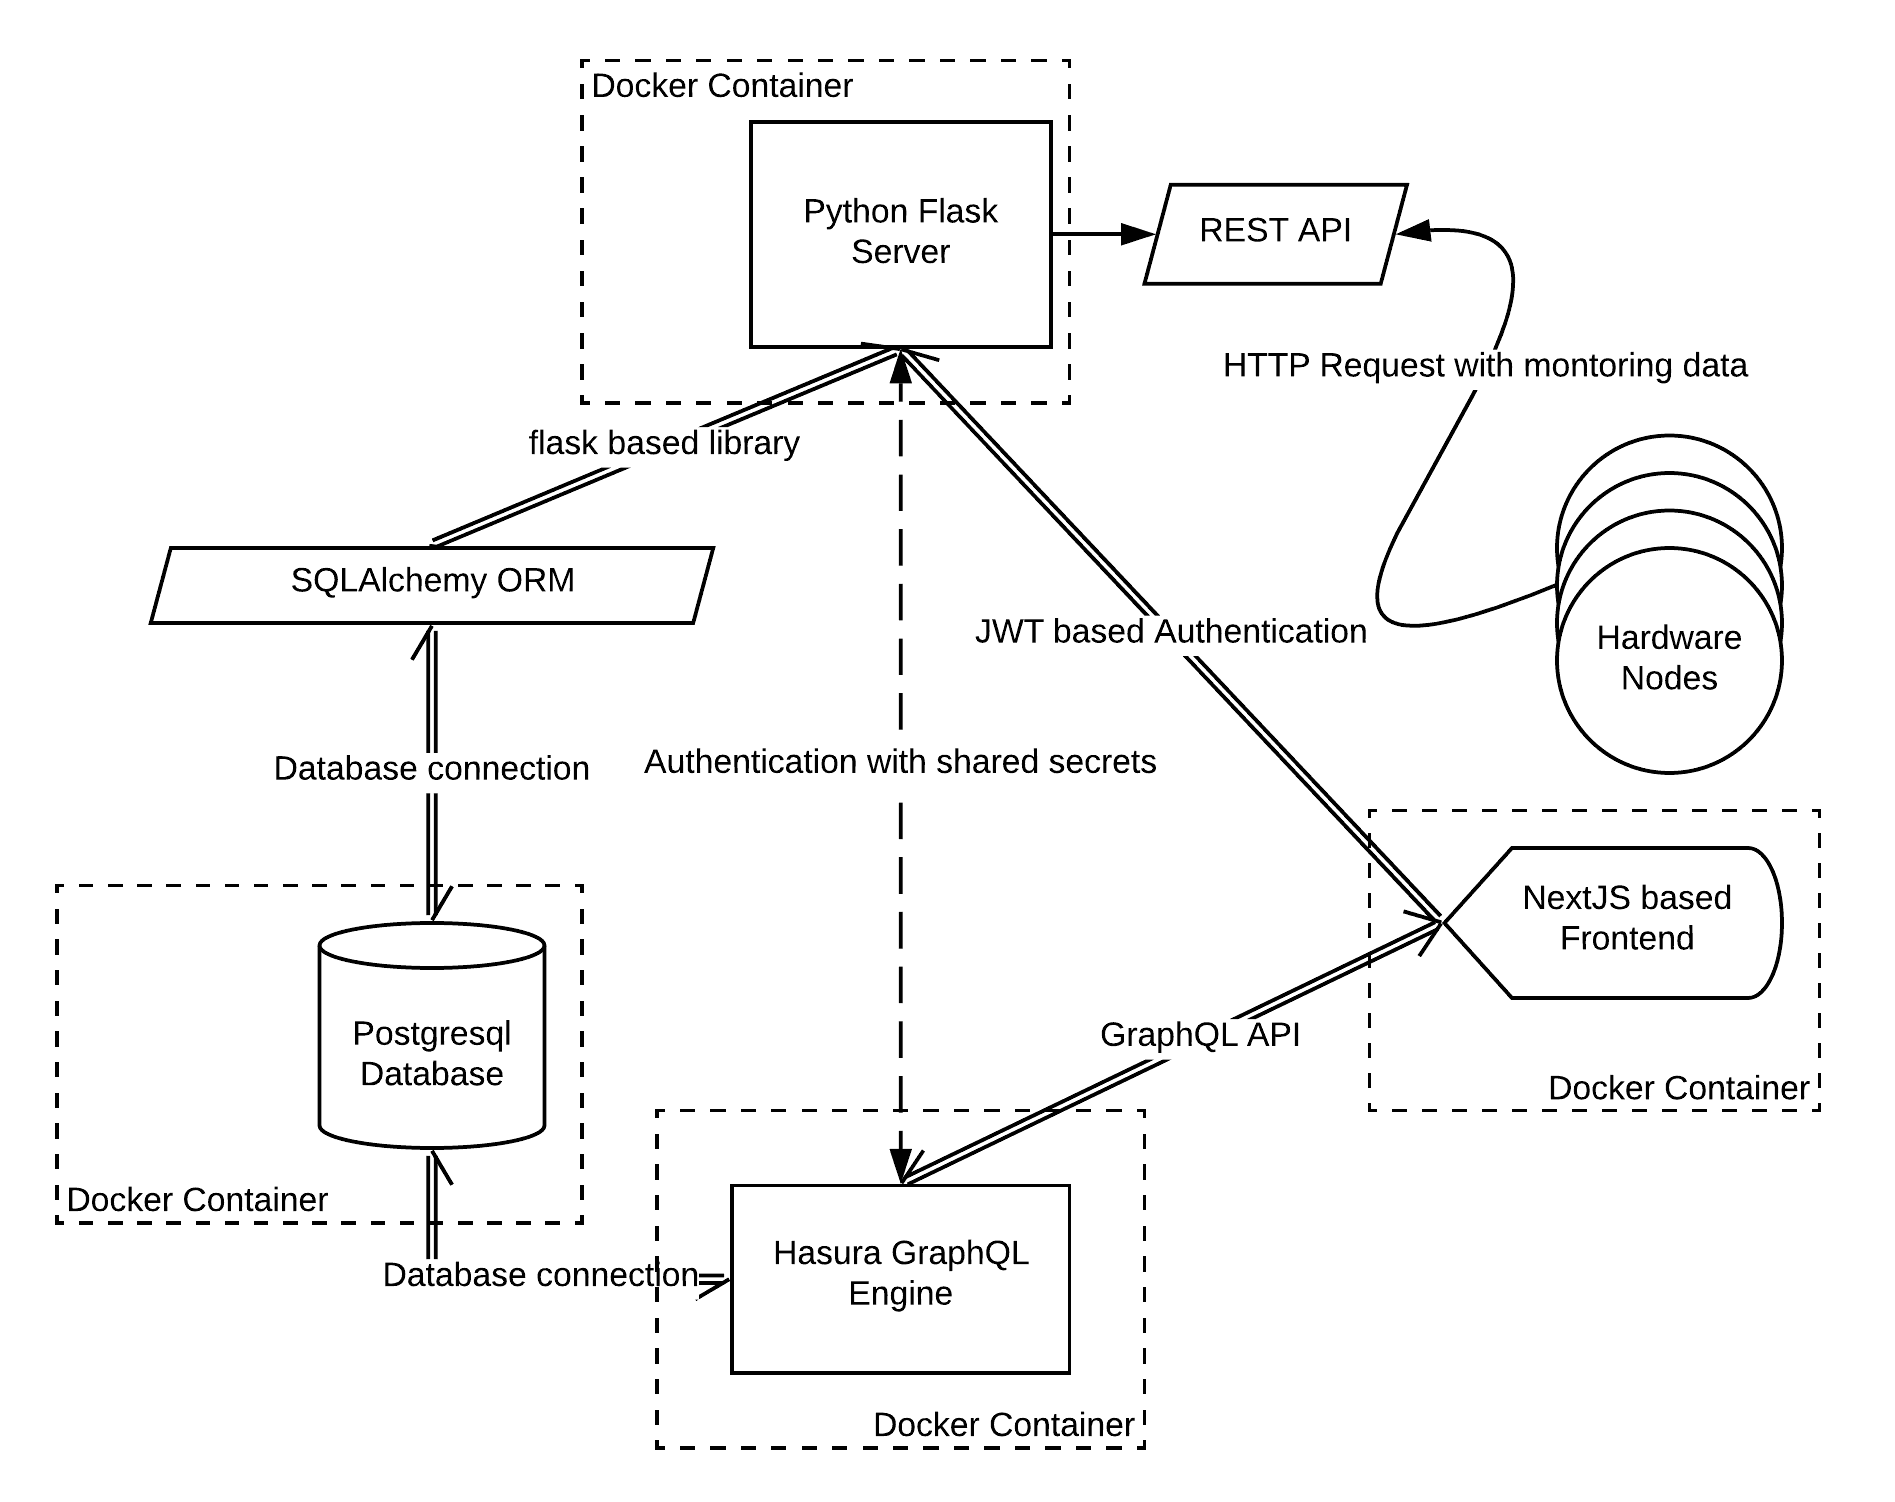 Docker Container
Python Flask
Server
REST API
HTTP Request with montoring data
flask based library
SQLAlchemy ORM
JWT based Authentication
Hardware
Nodes
Database connection
Authentication with shared secrets
NextJS based
Frontend
Postgresql
Database
GraphQL API
Docker Container
Docker Container
Database connection
Hasura GraphQL
Engine
Docker Container